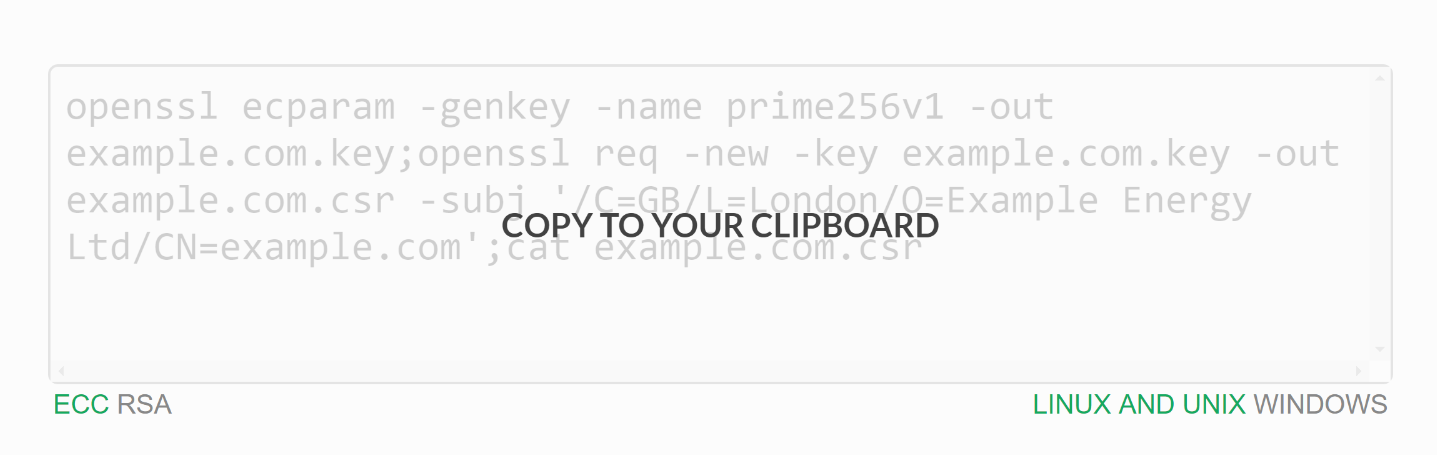 openssl ecparam -genkey -name prime256v1 -out
example.com.key;openssl req -new -key example.com.key -out
example.com.csr -subj '/C=GB/L=London/O=Example Energy
COPY TO YOUR CLIPBOARD
Ltd/CN=example.com';cat example.com.csr
ECC RSA
LINUX AND UNIX WINDOWS